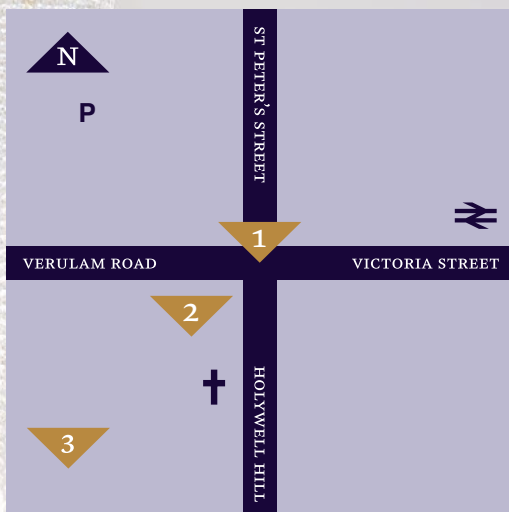 N
P
ST PETER'S STREET
1
VERULAM ROAD
VICTORIA STREET
2
HOLYWELL HILL
3